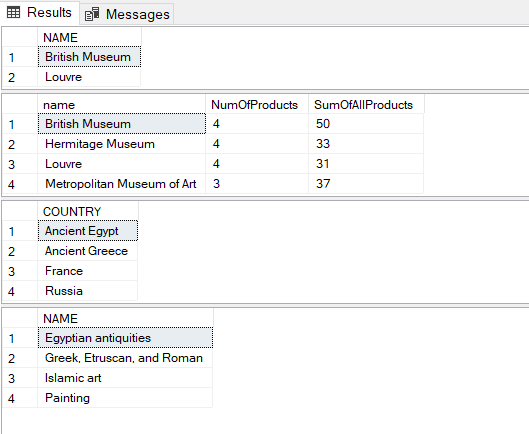 Results Messages
NAME
1 British Museum
2 Louvre
name NumOfProducts SumOfAllProducts
1 British Museum 4 50
2 Hermitage Museum 4 33
3 Louvre 4 31
4 Metropolitan Museum of Art 3 37
COUNTRY
1 Ancient Egypt
2 Ancient Greece
3 France
4 Russia
NAME
1 Egyptian antiquities
2 Greek, Etruscan, and Roman
3 Islamic art
4 Painting